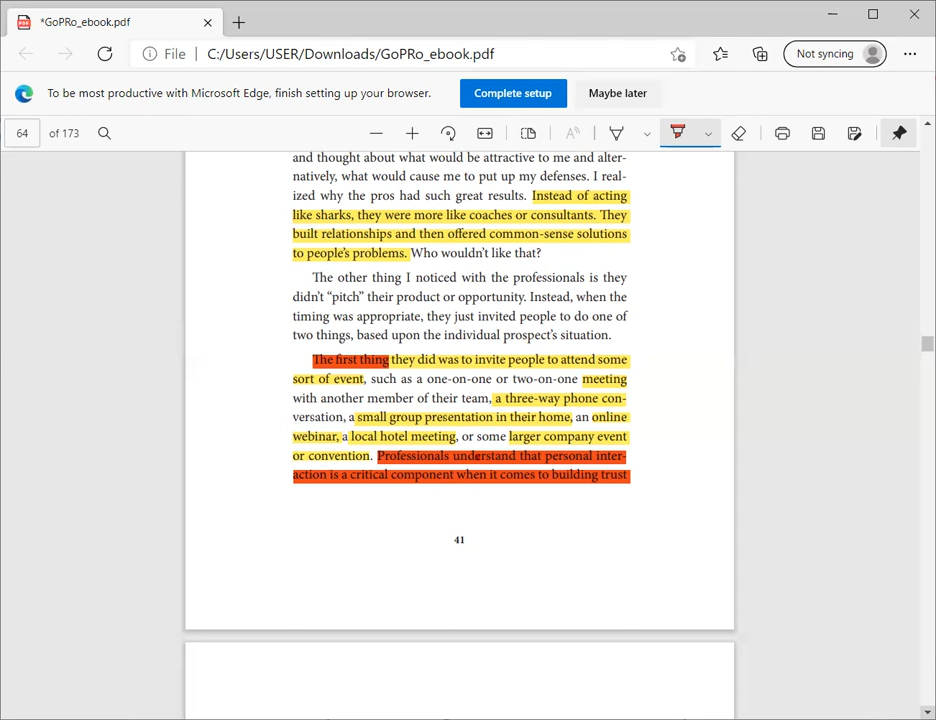 *GoPRo_ebook.pdf
File C:/Users/USER/Downloads/GoPRo_ebook.pdf
Not syncing
To be most productive with Microsoft Edge, finish setting up your browser.
Complete setup
Maybe later
64 of 173
and thought about what would be attractive to me and alter-
natively, what would cause me to put up my defenses. I real-
ized why the pros had such great results. Instead of acting
like sharks, they were more like coaches or consultants. They
built relationships and then offered common-sense solutions
to people's problems. Who wouldn't like that?
The other thing I noticed with the professionals is they
didn't “pitch” their product or opportunity. Instead, when the
timing was appropriate, they just invited people to do one of
two things, based upon the individual prospect's situation.
The first thing they did was to invite people to attend some
sort of event, such as a one-on-one or two-on-one meeting
with another member of their team, a three-way phone con-
versation, a small group presentation in their home, an online
webinar, a local hotel meeting, or some larger company event
or convention. Professionals understand that personal inter-
action is a critical component when it comes to building trust
41